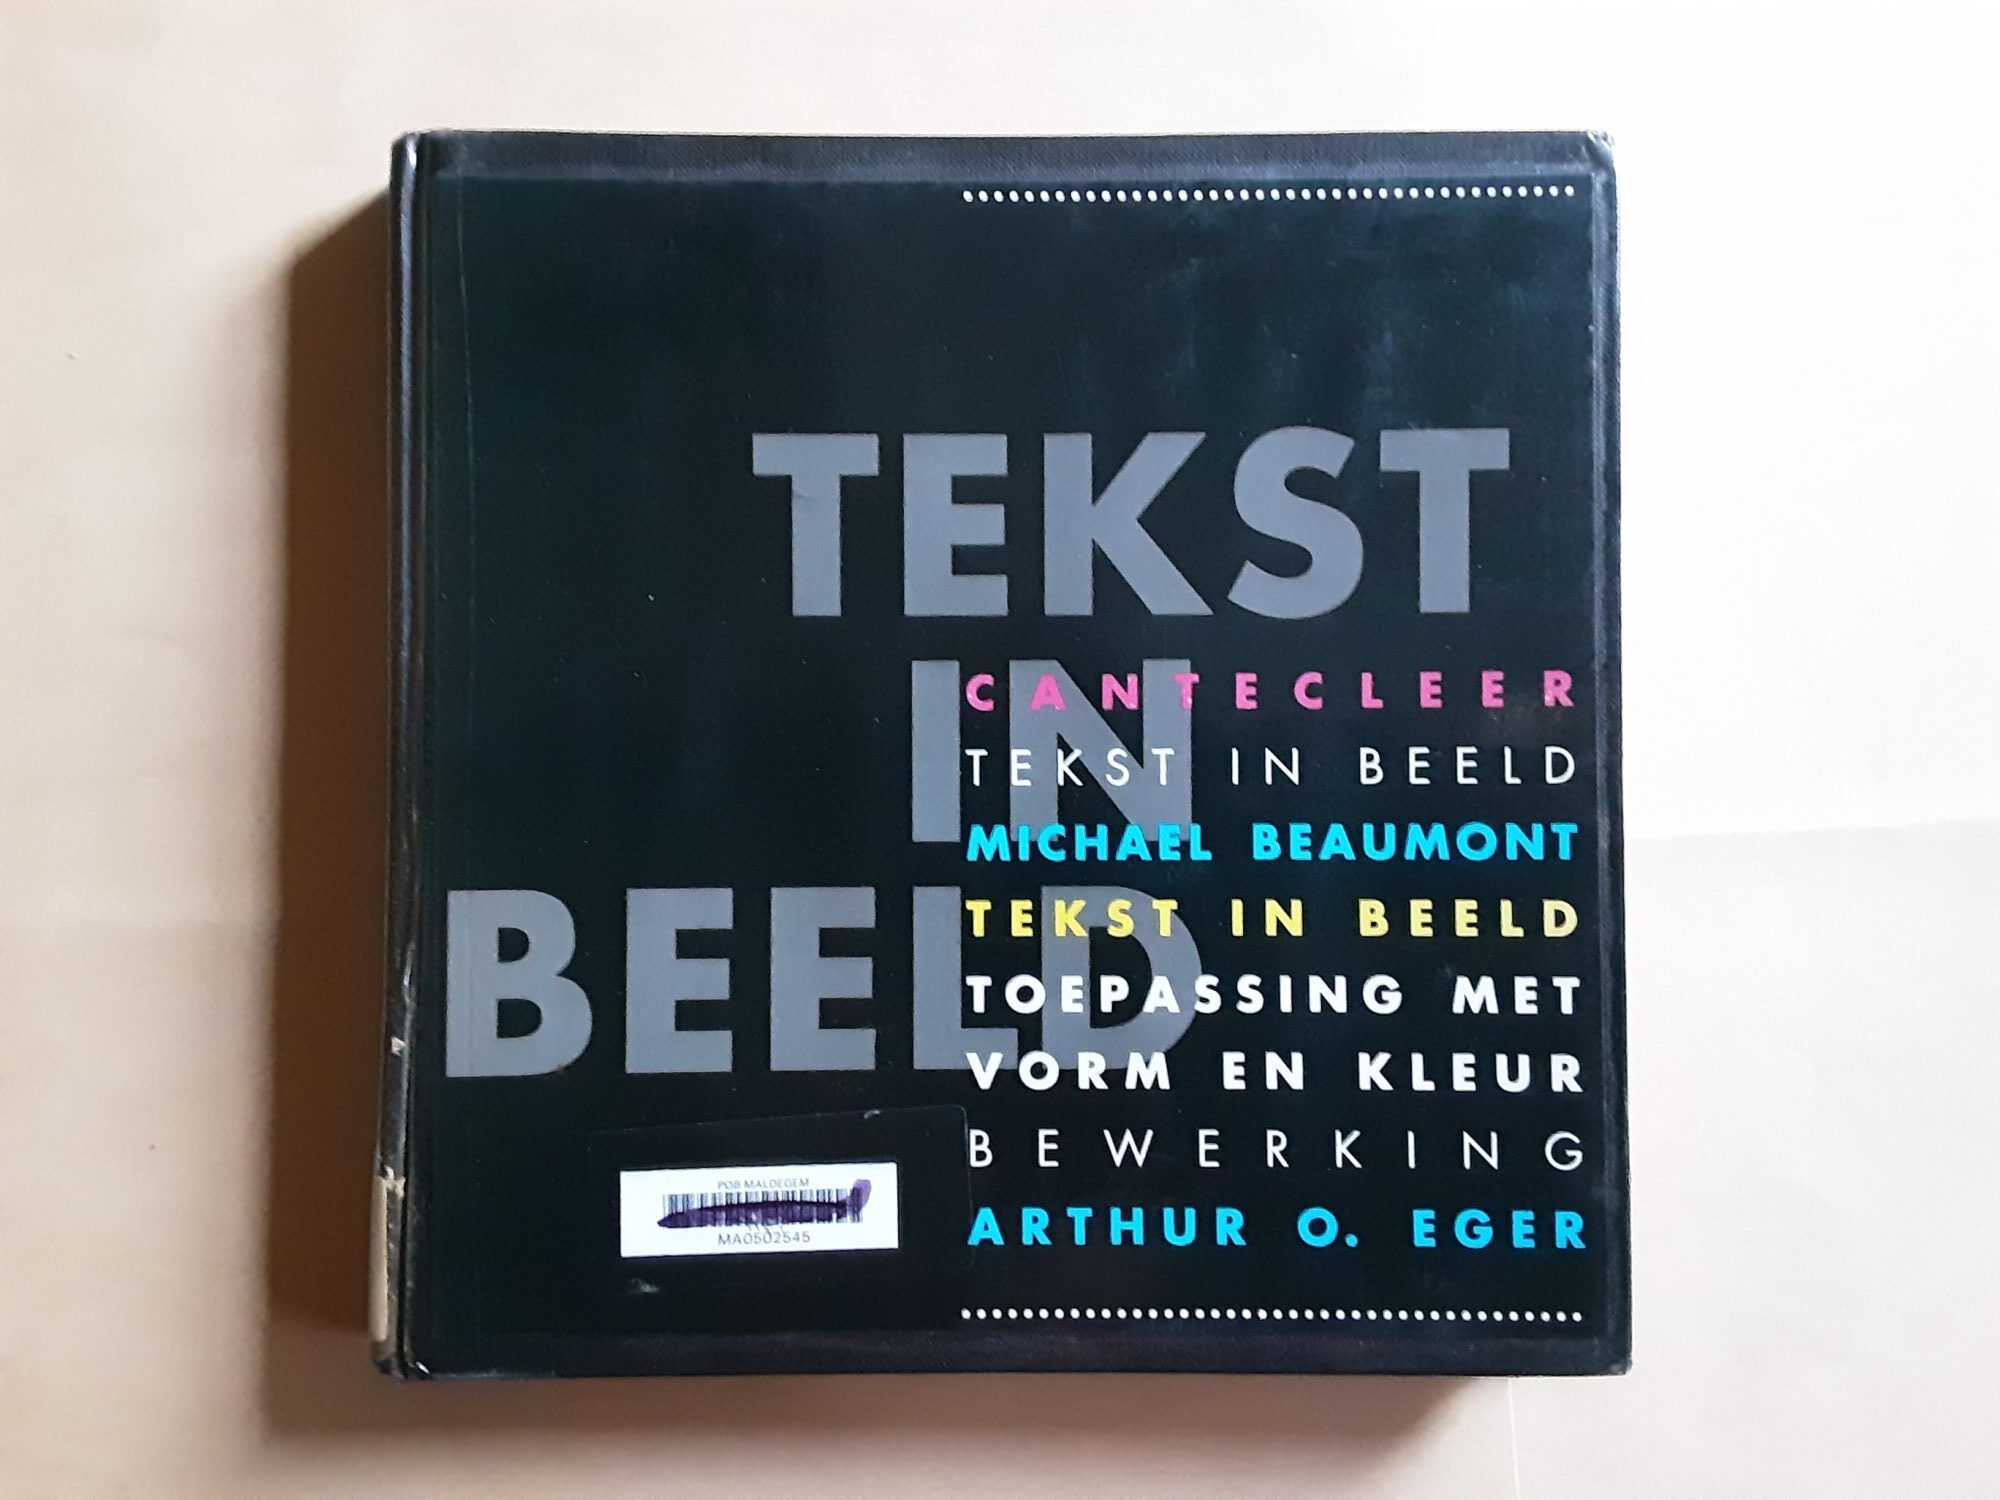 TEKST
IN
BEELD
CANTECLEER
TEKST IN BEELD
MICHAEL BEAUMONT
TEKST IN BEELD
TOEPASSING MET
VORM EN KLEUR
BEWERKING
ARTHUR O. EGER
POB MALDEGEM
MA0502545